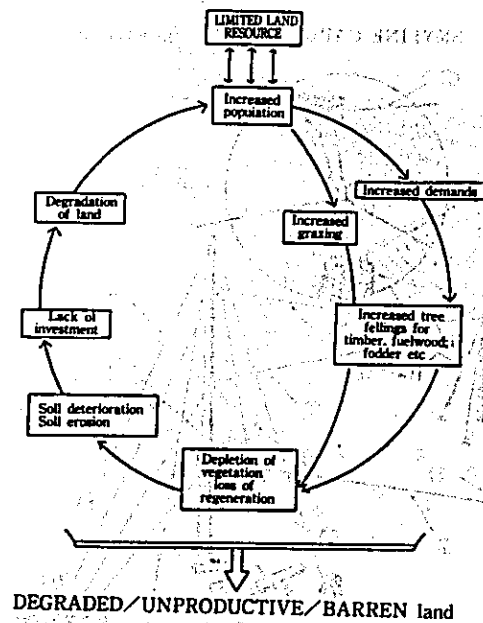 LIMITED LAND
RESOURCE
Increased
population
Increased demands
Increased
grazing
Increased tree
fellings for
timber, fuelwood,
fodder etc
Depletion of
vegetation
loss of
regeneration
Soil deterioration
Soil erosion
Lack of
investment
Degradation
of land
DEGRADED/UNPRODUCTIVE/BARREN land